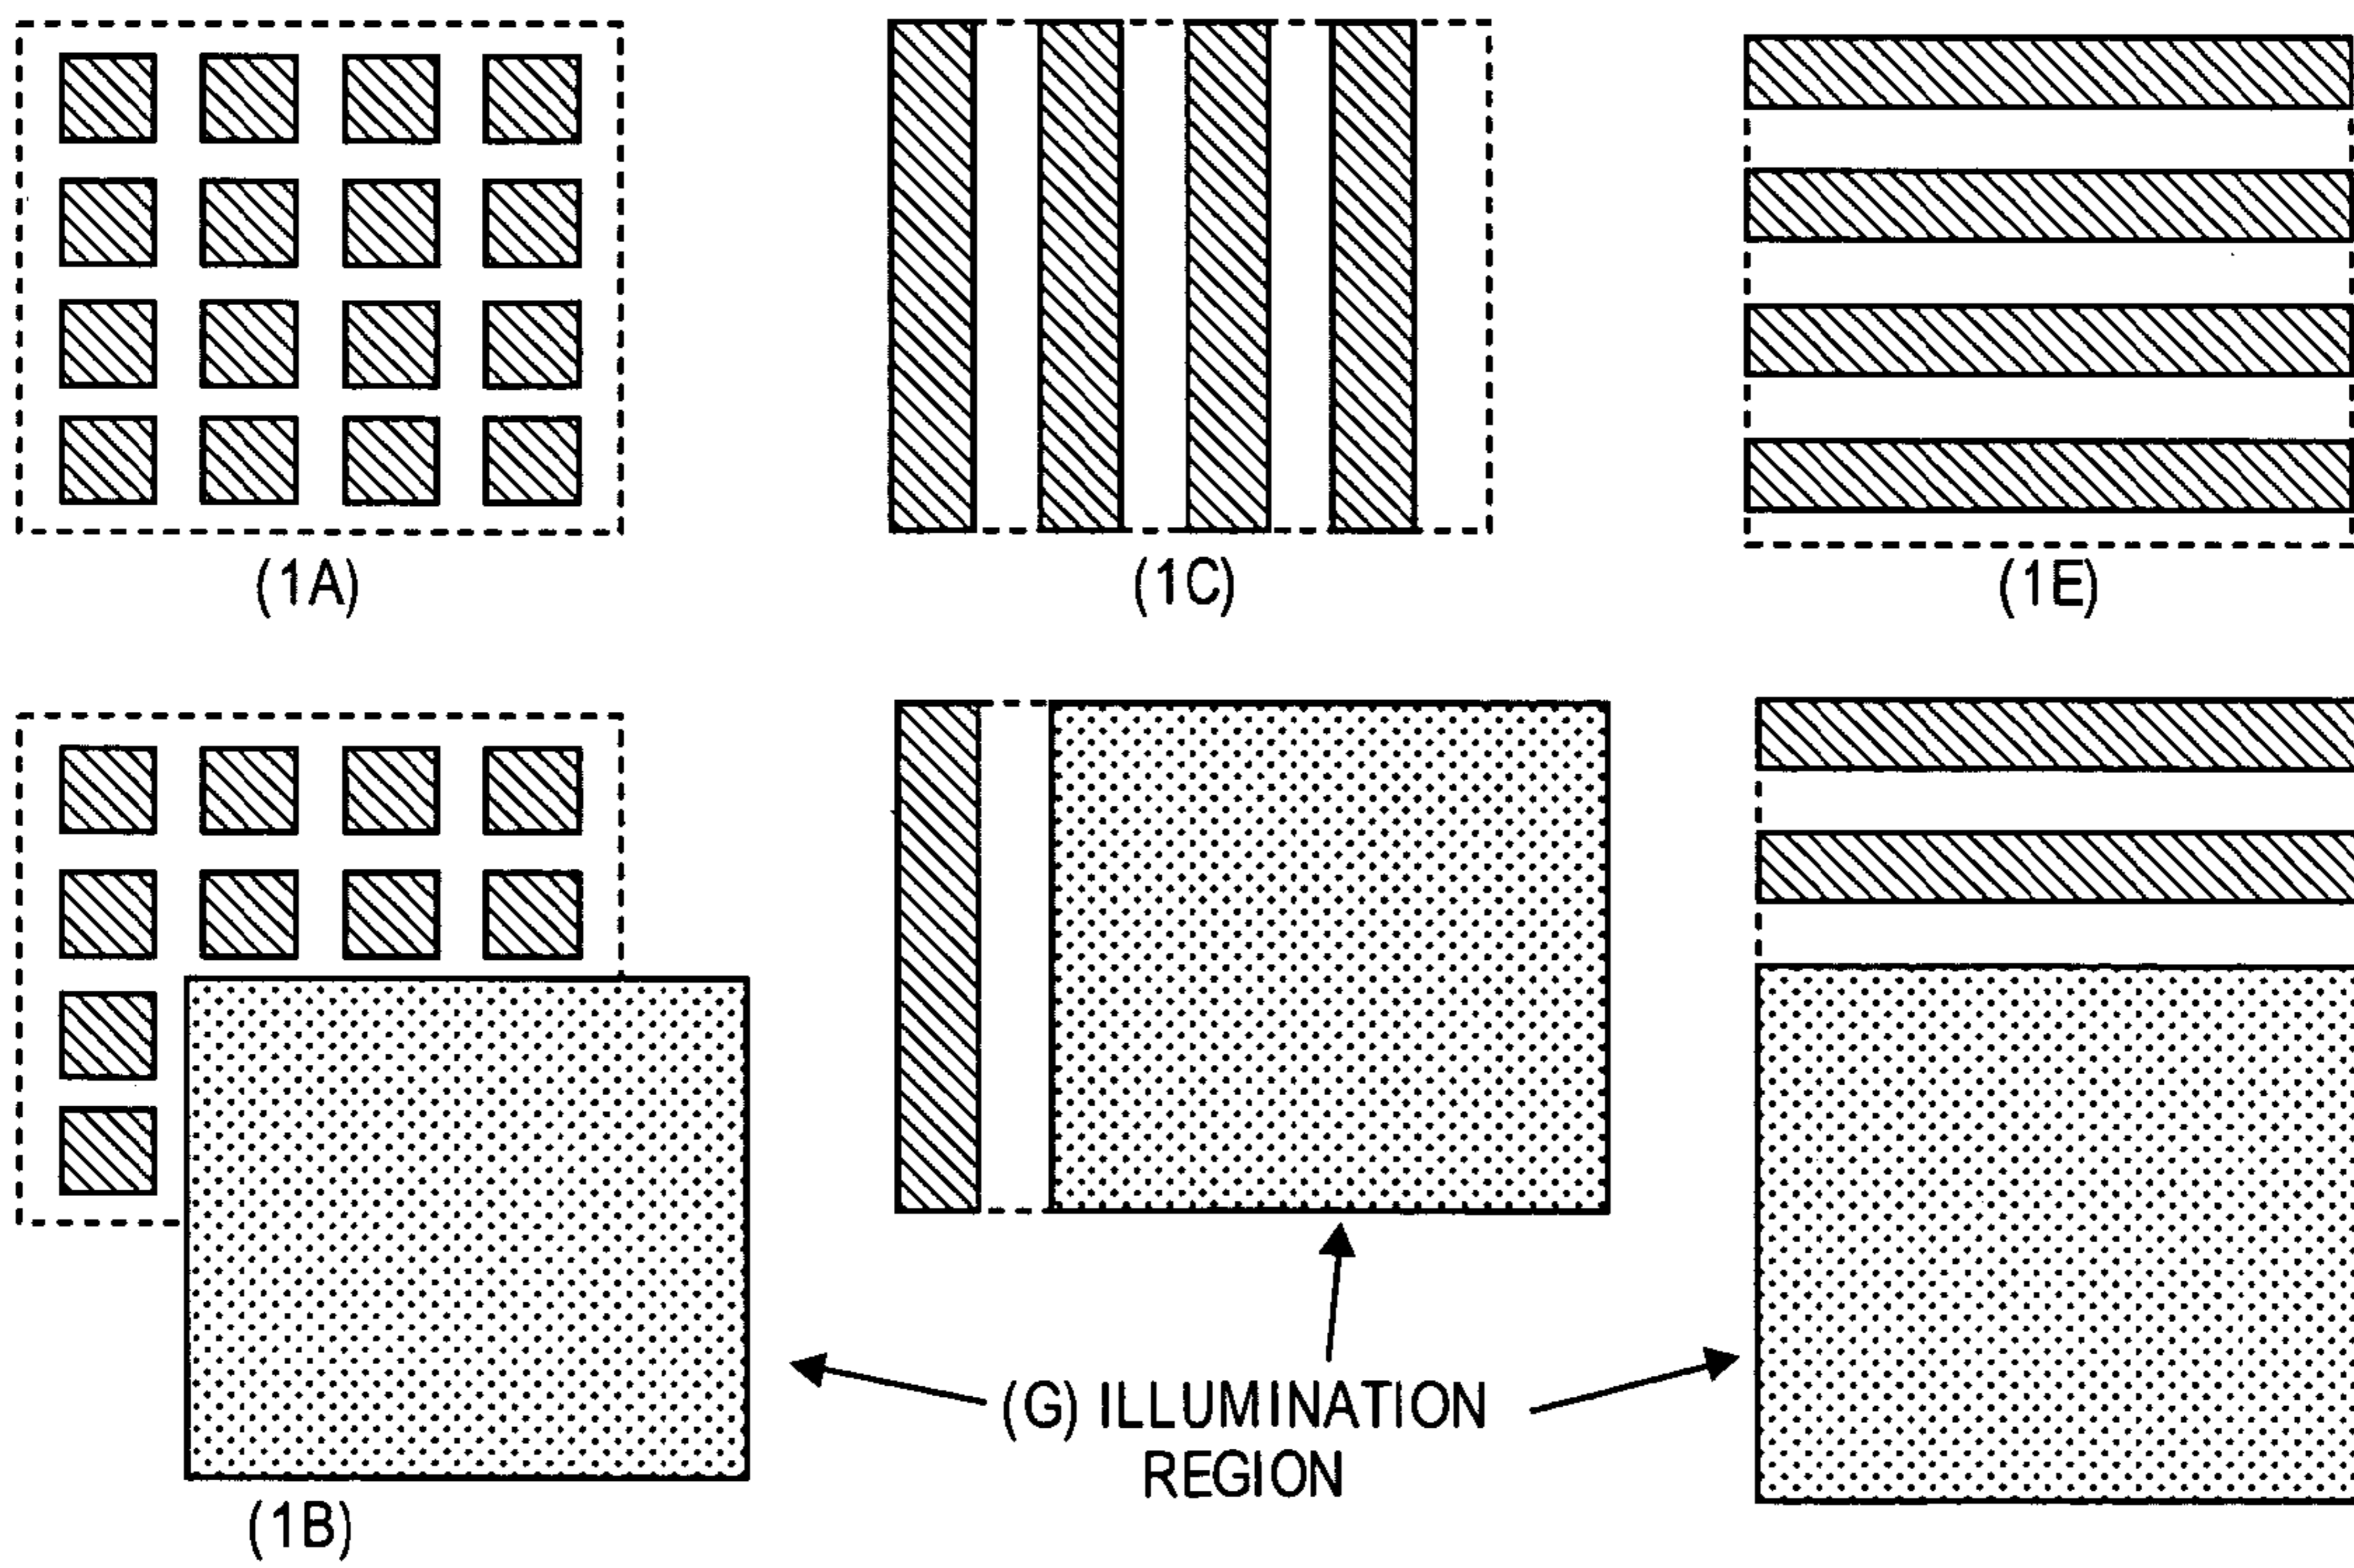 (1A)
(1C)
(1E)
(G) ILLUMINATION
REGION
(1B)